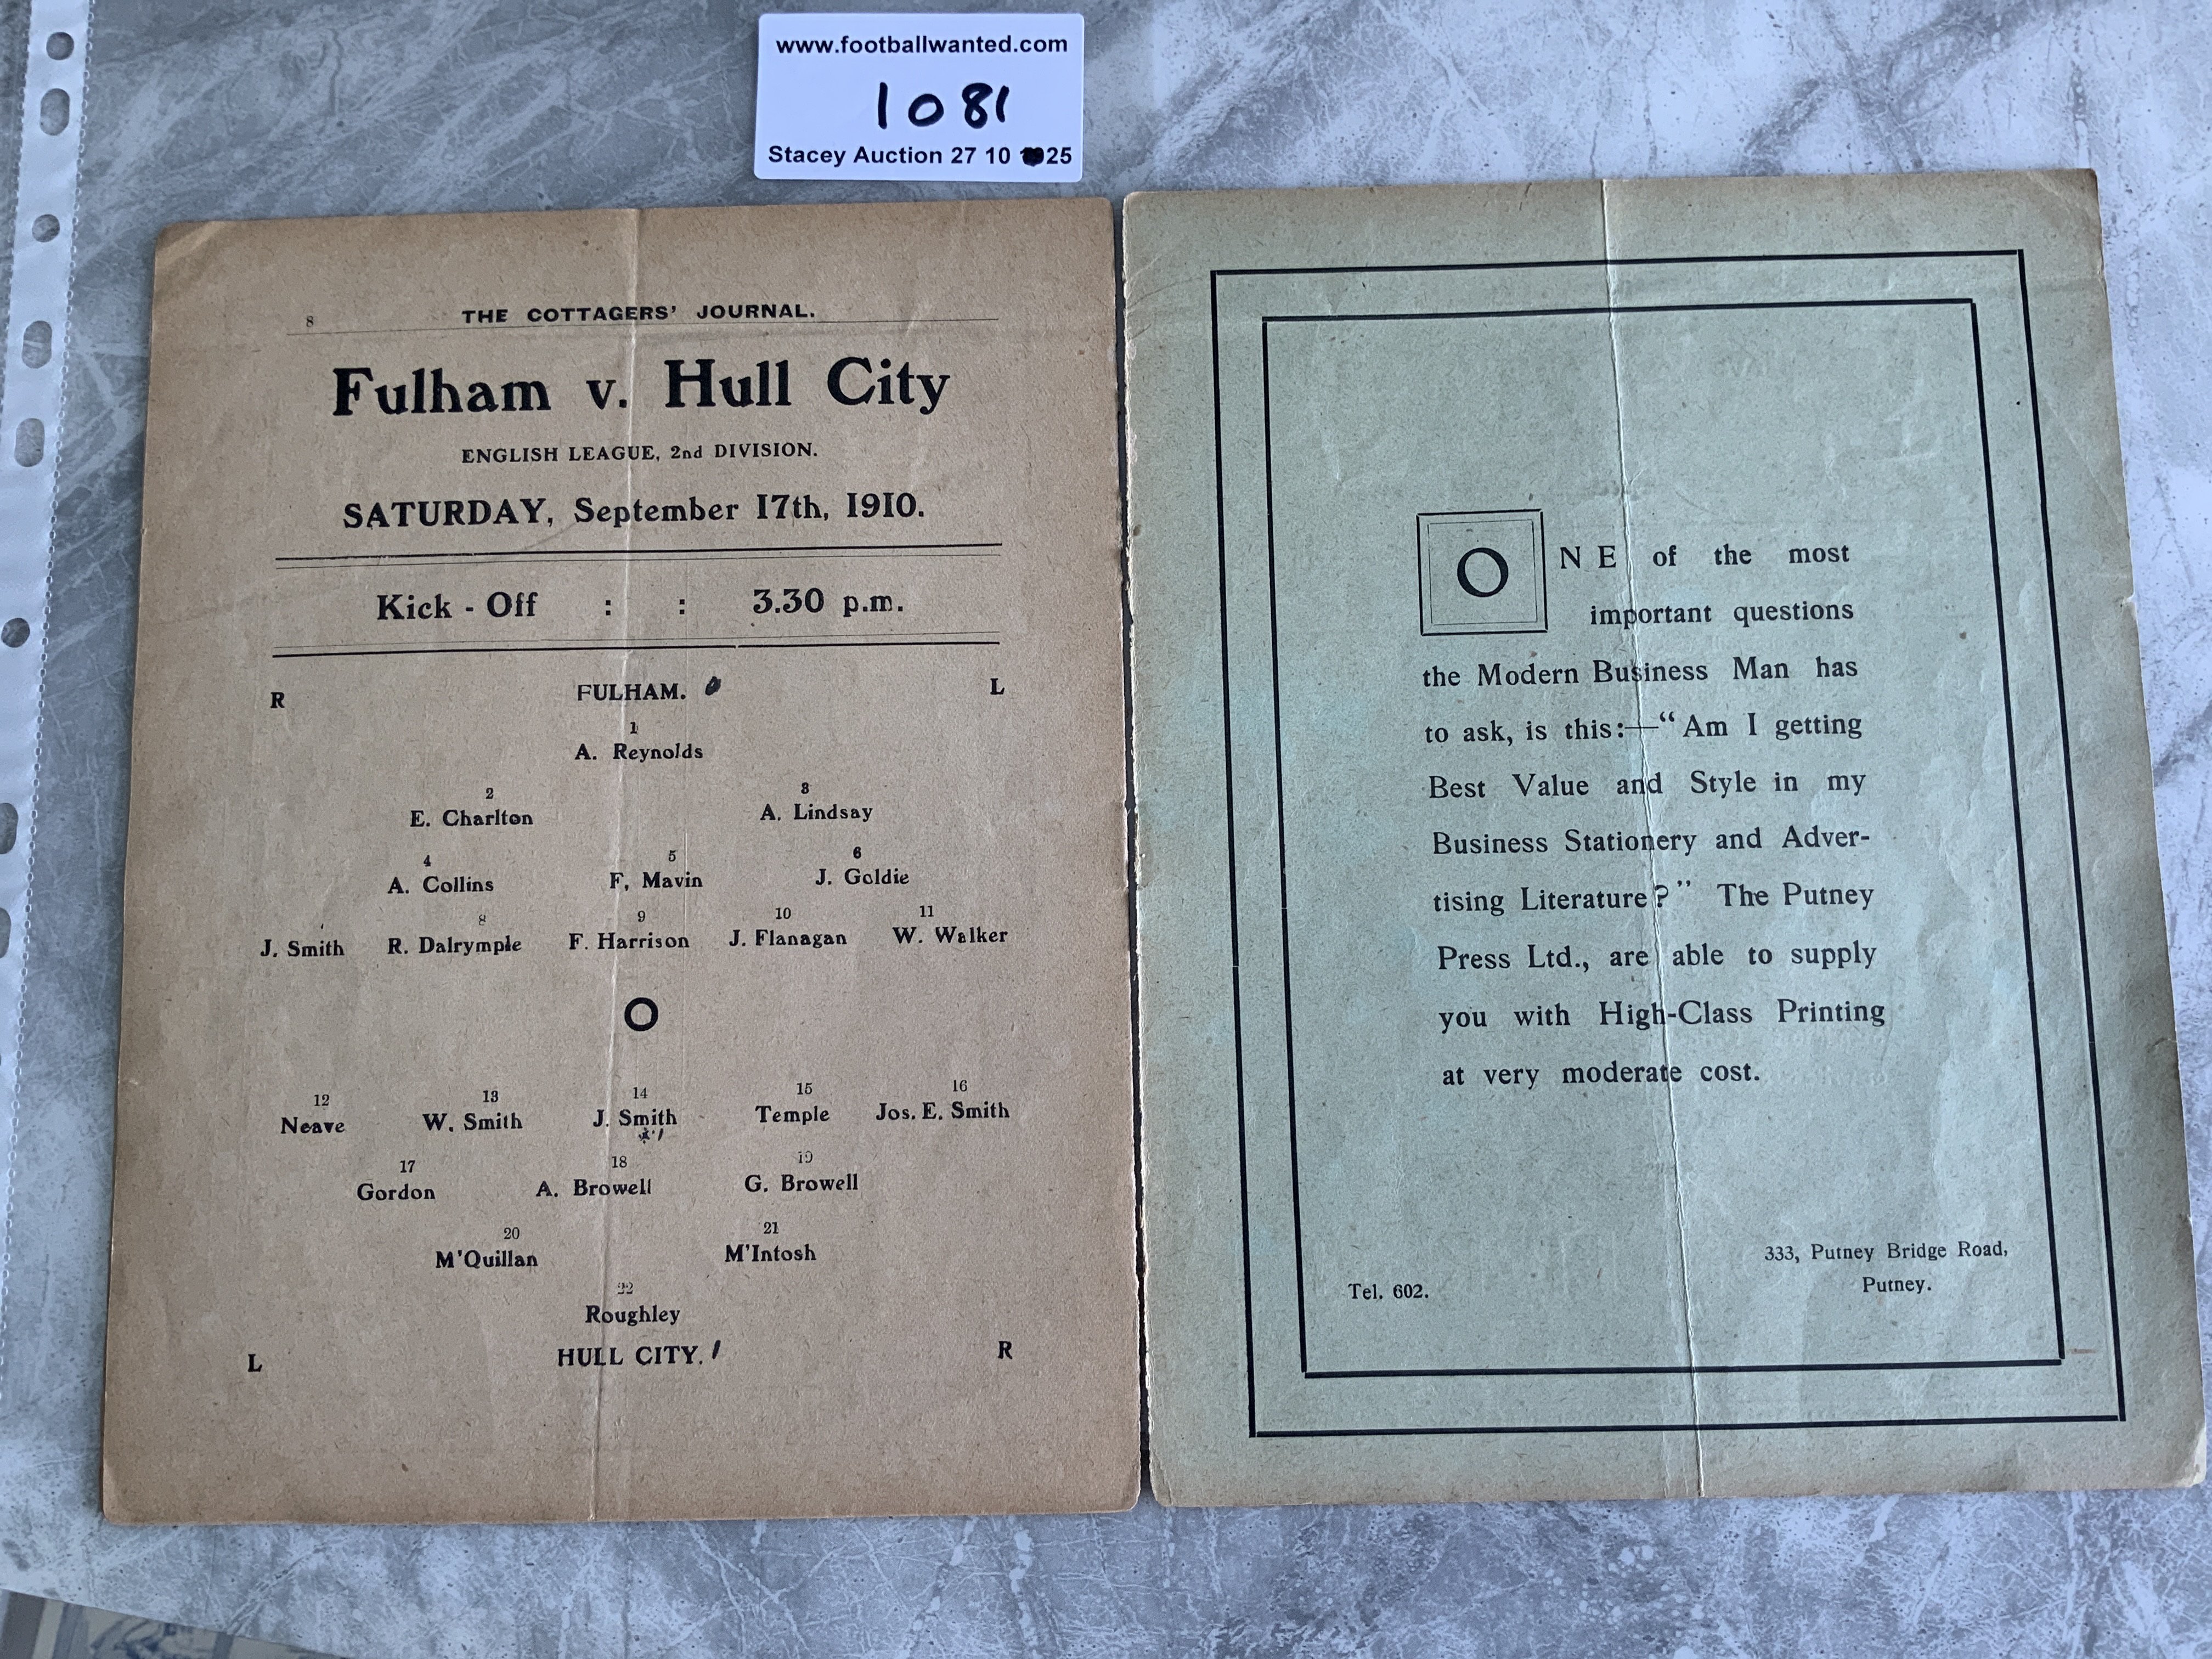 www.footballwanted.com
1081
Stacey Auction 27 10 25
8 THE COTTAGERS' JOURNAL.
Fulham v. Hull City
ENGLISH LEAGUE, 2nd DIVISION.
SATURDAY, September 17th, 1910.
Kick - Off : : 3.30 p.m.
R FULHAM. 0 L
1
A. Reynolds
2 3
E. Charlton A. Lindsay
4 5 6
A. Collins F, Mavin J. Goldie
8 9 10 11
J. Smith R. Dalrymple F. Harrison J. Flanagan W. Walker
O
12 13 14 15 16
Neave W. Smith J. Smith Temple Jos. E. Smith
17 18 19
Gordon A. Browell G. Browell
20 21
M'Quillan M'Intosh
22
Roughley
L HULL CITY. 1 R
ONE of the most
important questions
the Modern Business Man has
to ask, is this:—“Am I getting
Best Value and Style in my
Business Stationery and Adver-
tising Literature?” The Putney
Press Ltd., are able to supply
you with High-Class Printing
at very moderate cost.
333, Putney Bridge Road,
Tel. 602. Putney.